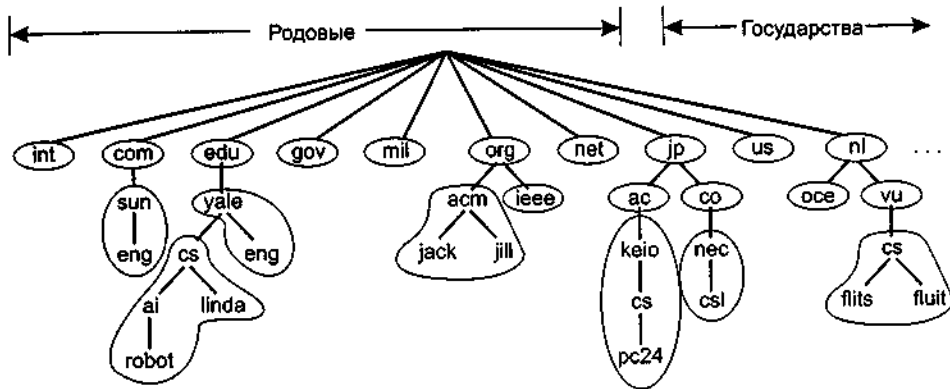 Родовые Государства
int com edu gov mil org net jp us nl ...
sun yale acm ieee ac co oce vu
eng cs eng jack jill keio nec cs
ai linda cs csl flits fluit
robot pc24